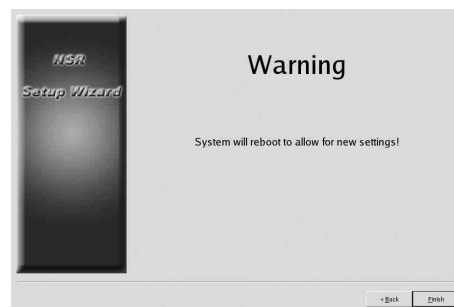 NSR
Setup Wizard
Warning
System will reboot to allow for new settings!
< Back
Finish